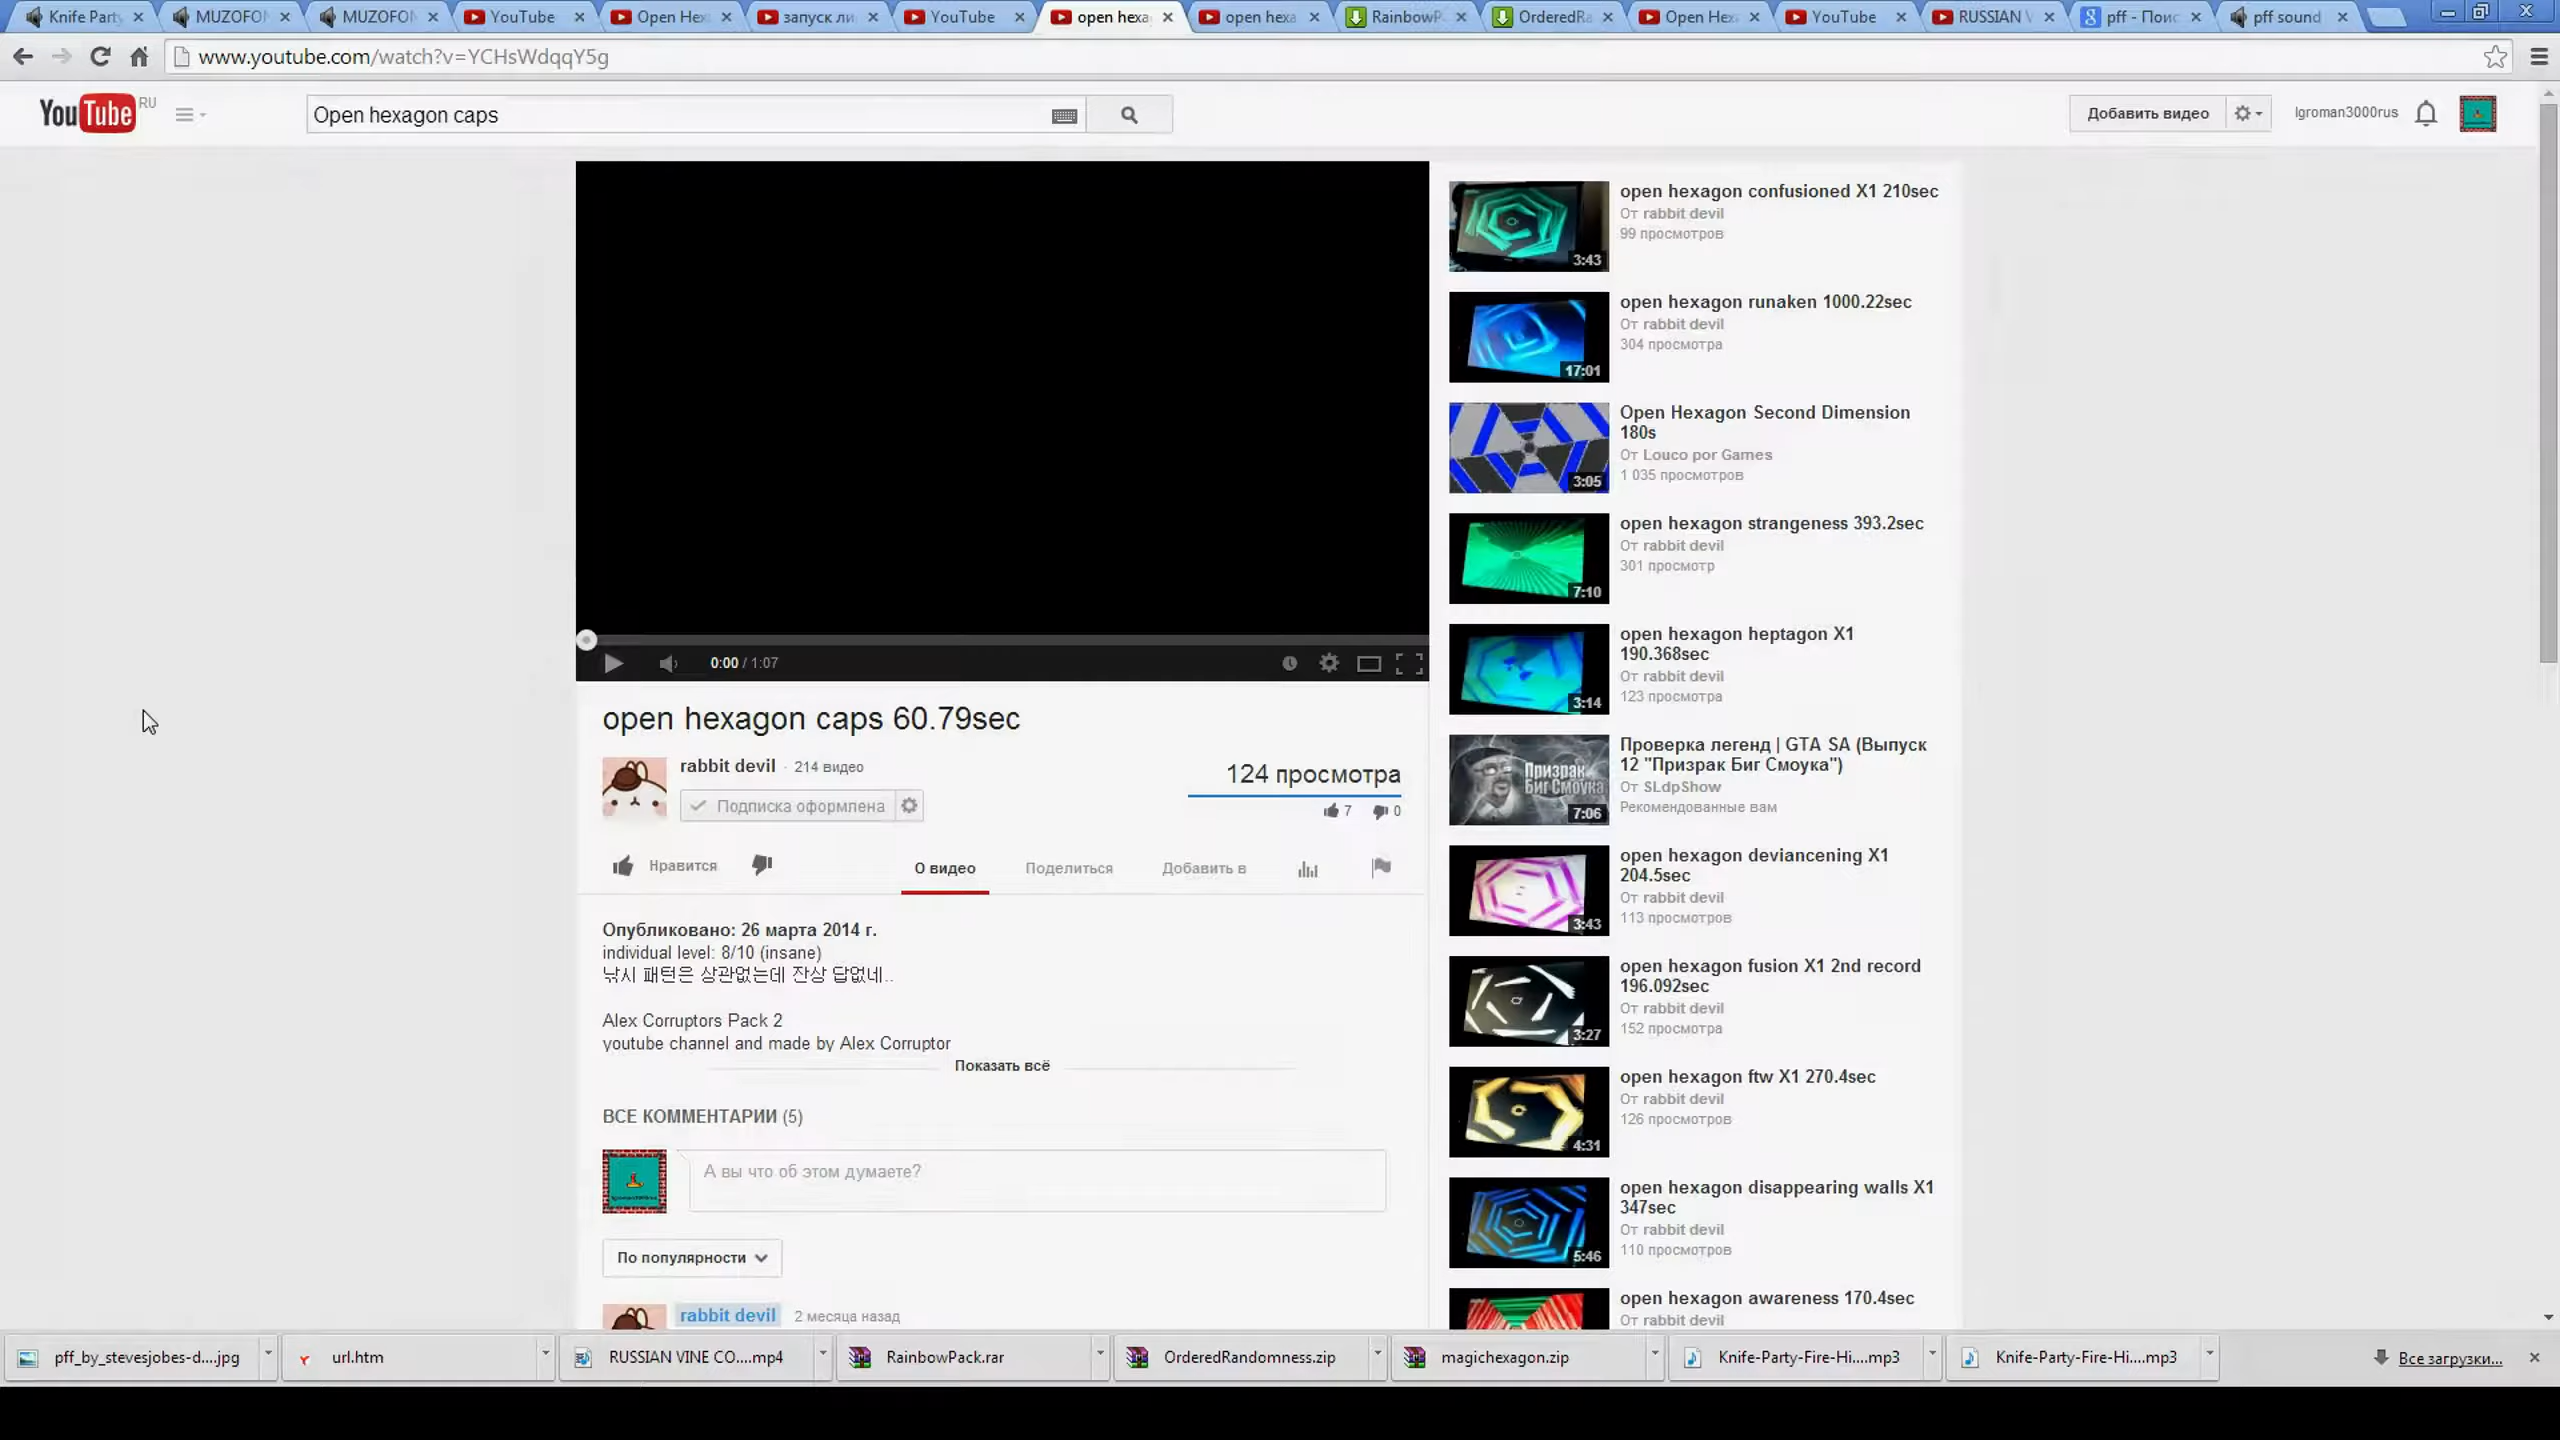 Knife Party
MUZOFON
MUZOFON
YouTube
Open Hex
запуск ли
YouTube
open hexa
open hexa
RainbowP
OrderedRa
Open Hex
YouTube
RUSSIAN V
pff - Поис
pff sound
www.youtube.com/watch?v=YCHsWdqqY5g
YouTube RU
Open hexagon caps
Добавить видео
Igroman3000rus
0:00 / 1:07
open hexagon caps 60.79sec
rabbit devil · 214 видео
Подписка оформлена
124 просмотра
7 0
Нравится
О видео
Поделиться
Добавить в
Опубликовано: 26 марта 2014 г.
individual level: 8/10 (insane)
낚시 패턴은 상관없는데 잔상 답없네..
Alex Corruptors Pack 2
youtube channel and made by Alex Corruptor
Показать всё
ВСЕ КОММЕНТАРИИ (5)
А вы что об этом думаете?
По популярности
rabbit devil 2 месяца назад
open hexagon confusioned X1 210sec
От rabbit devil
99 просмотров
3:43
open hexagon runaken 1000.22sec
От rabbit devil
304 просмотра
17:01
Open Hexagon Second Dimension
180s
От Louco por Games
1 035 просмотров
3:05
open hexagon strangeness 393.2sec
От rabbit devil
301 просмотр
7:10
open hexagon heptagon X1
190.368sec
От rabbit devil
123 просмотра
3:14
Проверка легенд | GTA SA (Выпуск
12 "Призрак Биг Смоука")
От SLdpShow
Рекомендованные вам
Призрак
Биг Смоука
7:06
open hexagon deviancening X1
204.5sec
От rabbit devil
113 просмотров
3:43
open hexagon fusion X1 2nd record
196.092sec
От rabbit devil
152 просмотра
3:27
open hexagon ftw X1 270.4sec
От rabbit devil
126 просмотров
4:31
open hexagon disappearing walls X1
347sec
От rabbit devil
110 просмотров
5:46
open hexagon awareness 170.4sec
От rabbit devil
pff_by_stevesjobes-d....jpg
url.htm
RUSSIAN VINE CO....mp4
RainbowPack.rar
OrderedRandomness.zip
magichexagon.zip
Knife-Party-Fire-Hi....mp3
Knife-Party-Fire-Hi....mp3
Все загрузки...